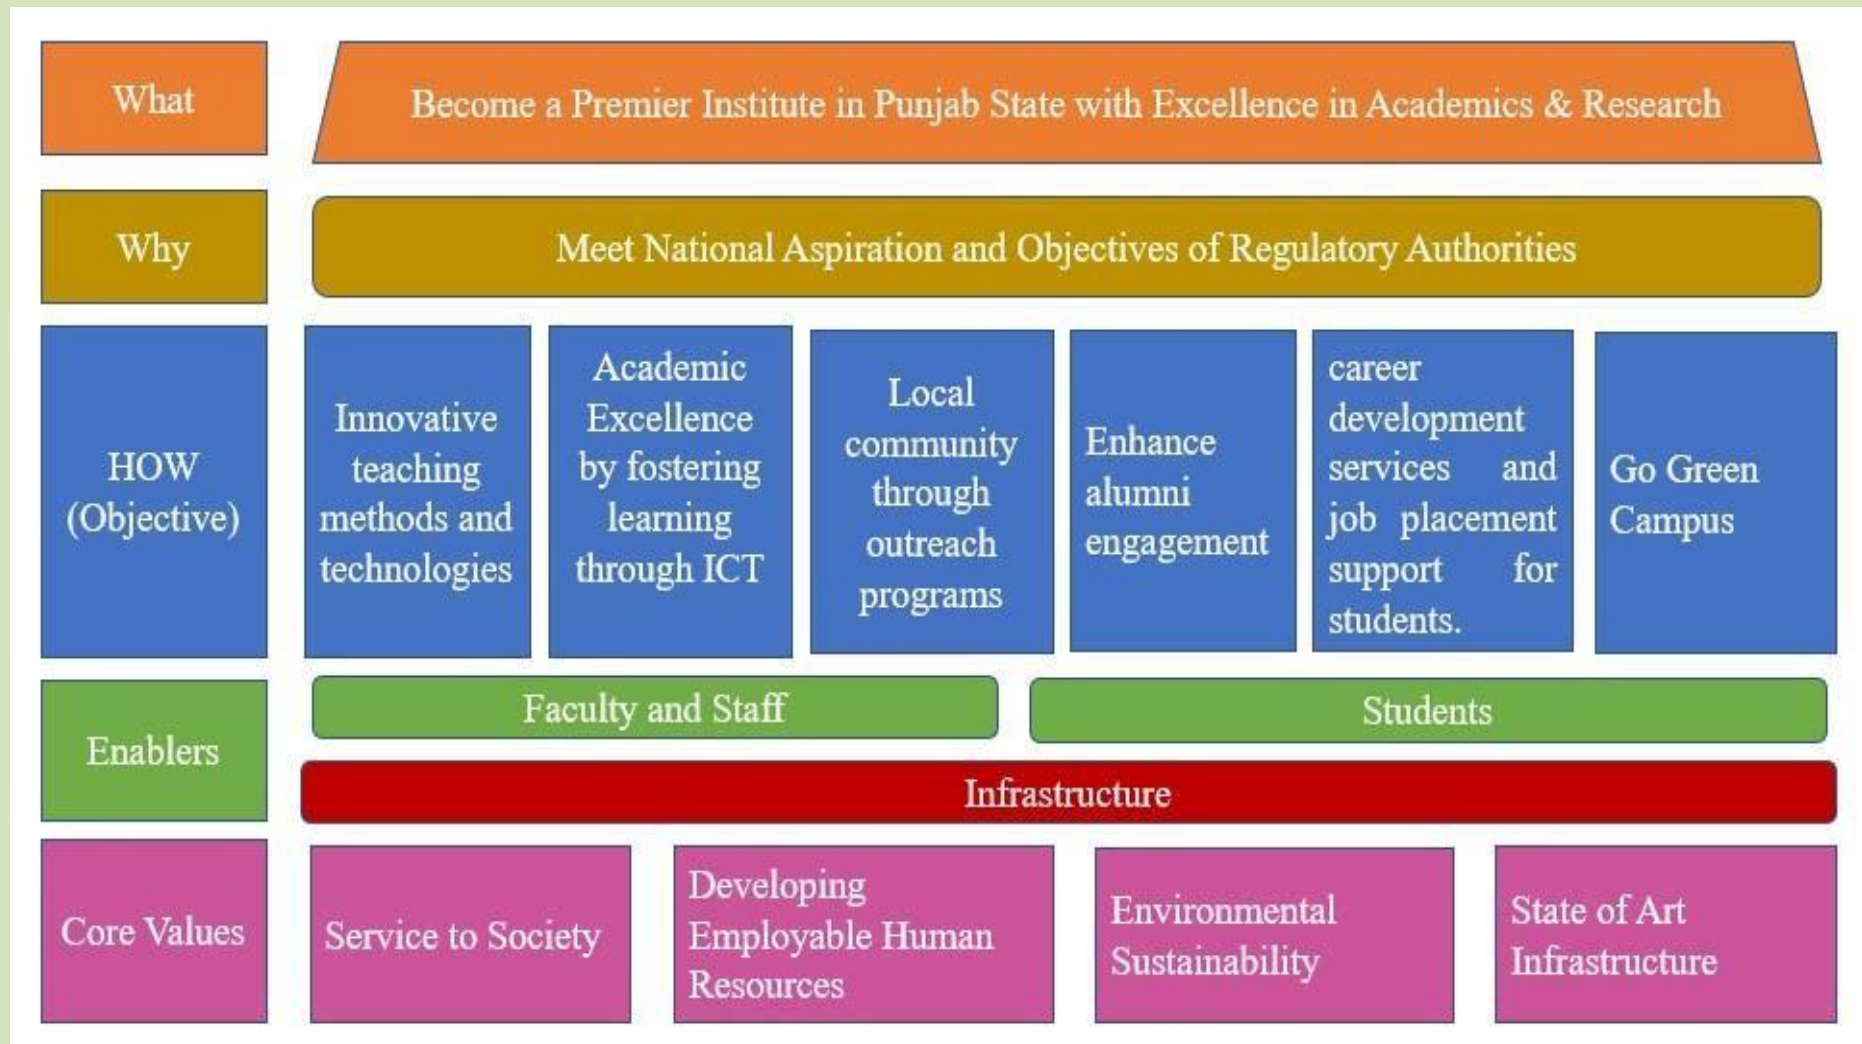 What
Become a Premier Institute in Punjab State with Excellence in Academics & Research
Why
Meet National Aspiration and Objectives of Regulatory Authorities
HOW
(Objective)
Innovative
teaching
methods and
technologies
Academic
Excellence
by fostering
learning
through ICT
Local
community
through
outreach
programs
Enhance
alumni
engagement
career
development
services and
job placement
support for
students.
Go Green
Campus
Enablers
Faculty and Staff
Students
Infrastructure
Core Values
Service to Society
Developing
Employable Human
Resources
Environmental
Sustainability
State of Art
Infrastructure